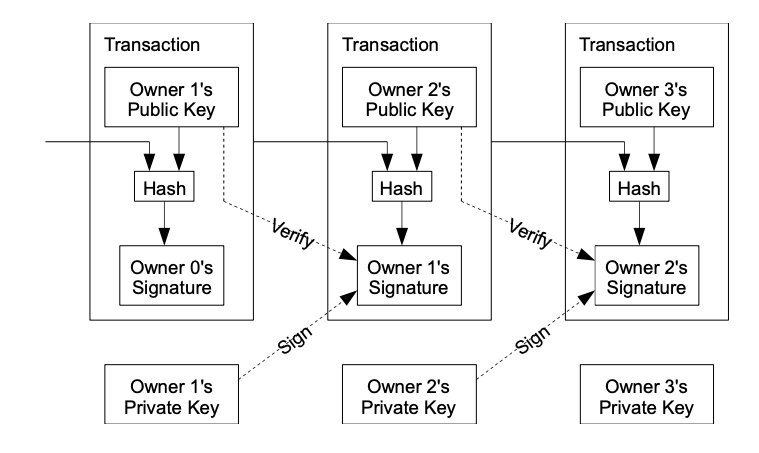 Transaction
Owner 1's
Public Key
Hash
Owner 0's
Signature
Transaction
Owner 2's
Public Key
Hash
Verify
Owner 1's
Signature
Transaction
Owner 3's
Public Key
Hash
Verify
Owner 2's
Signature
Sign
Sign
Owner 1's
Private Key
Owner 2's
Private Key
Owner 3's
Private Key